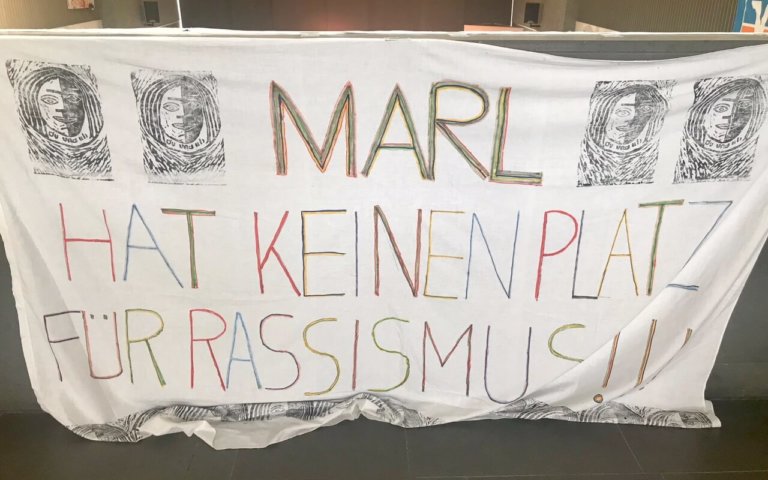 MARL
HAT KEINEN PLATZ
FÜR RASSISMUS!!!